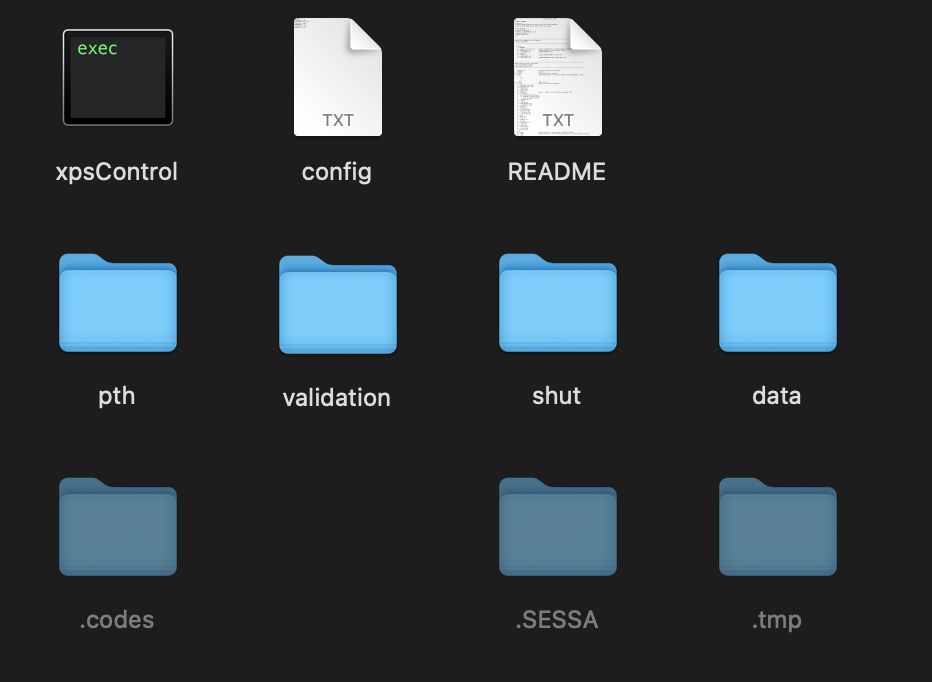 exec
TXT
TXT
xpsControl
config
README
pth
validation
shut
data
.codes
.SESSA
.tmp